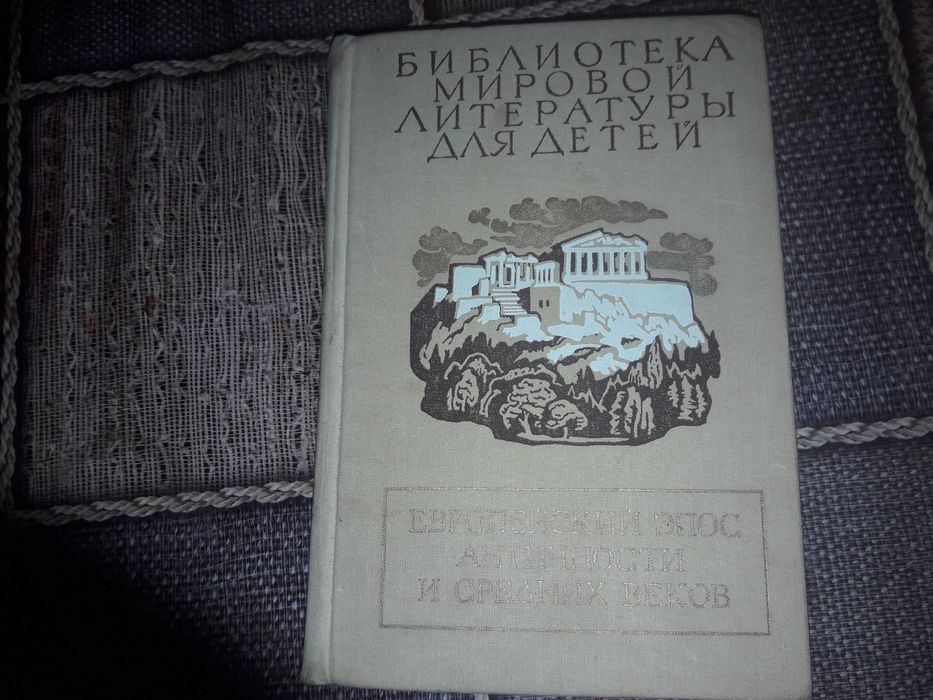 БИБЛИОТЕКА
МИРОВОЙ
ЛИТЕРАТУРЫ
ДЛЯ ДЕТЕЙ
ЕВРОПЕЙСКИЙ ЭПОС
АНТИЧНОСТИ
И СРЕДНИХ ВЕКОВ